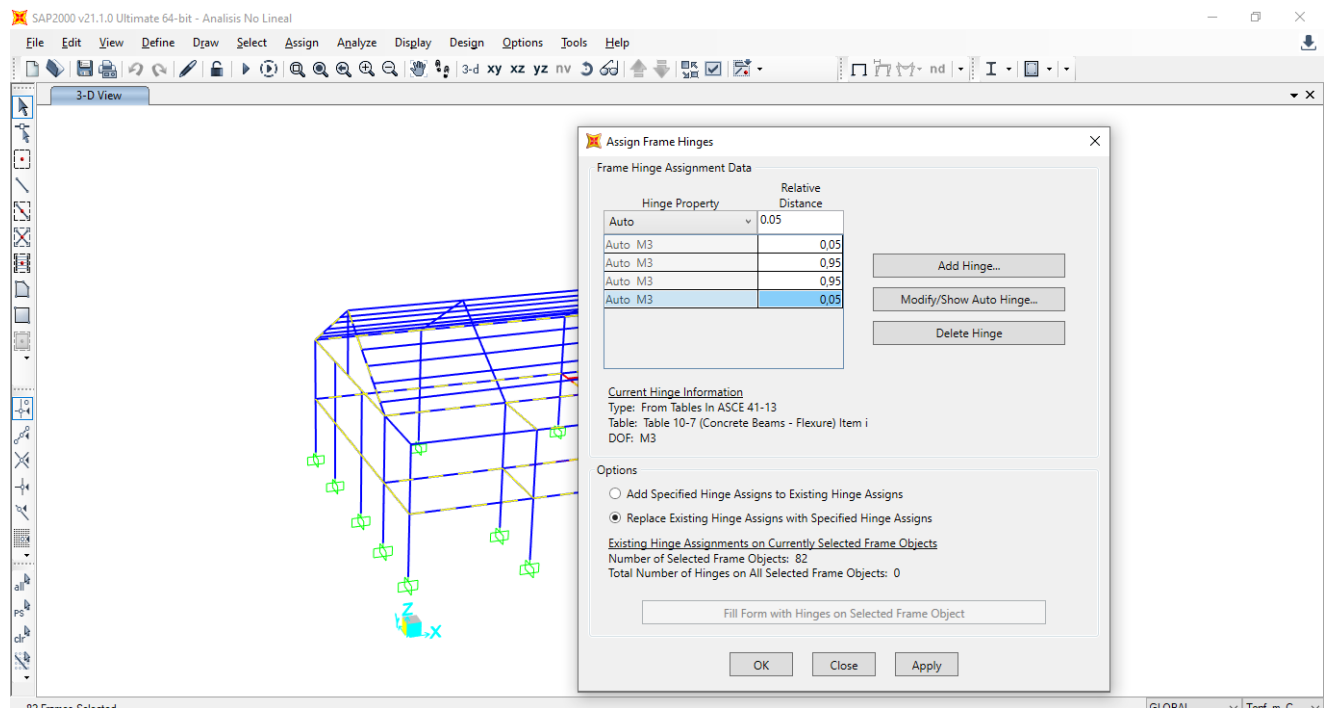 SAP2000 v21.1.0 Ultimate 64-bit - Analisis No Lineal
File Edit View Define Draw Select Assign Analyze Display Design Options Tools Help
3-d xy xz yz nv nd
3-D View
Assign Frame Hinges
Frame Hinge Assignment Data
Hinge Property Relative Distance
Auto 0.05
Auto M3 0,05
Auto M3 0,95
Auto M3 0,95
Auto M3 0,05
Add Hinge...
Modify/Show Auto Hinge...
Delete Hinge
Current Hinge Information
Type: From Tables In ASCE 41-13
Table: Table 10-7 (Concrete Beams - Flexure) Item i
DOF: M3
Options
Add Specified Hinge Assigns to Existing Hinge Assigns
Replace Existing Hinge Assigns with Specified Hinge Assigns
Existing Hinge Assignments on Currently Selected Frame Objects
Number of Selected Frame Objects: 82
Total Number of Hinges on All Selected Frame Objects: 0
Fill Form with Hinges on Selected Frame Object
OK Close Apply
all
PS
clr
Z
X
82 Frames Selected
GLOBAL Tonf, m, C